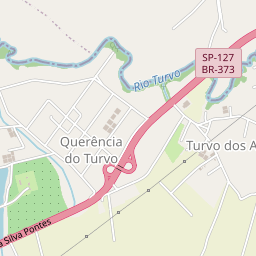 SP-127
BR-373
Rio Turvo
Querência
do Turvo
Turvo dos A
a Silva Pontes